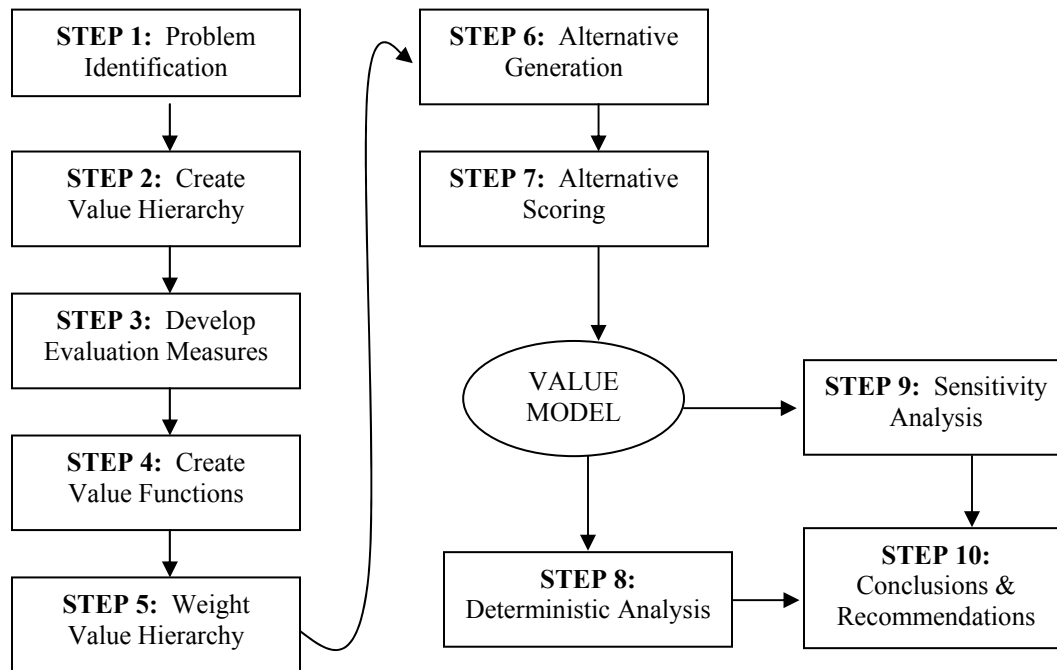 STEP 1: Problem
Identification
STEP 2: Create
Value Hierarchy
STEP 3: Develop
Evaluation Measures
STEP 4: Create
Value Functions
STEP 5: Weight
Value Hierarchy
STEP 6: Alternative
Generation
STEP 7: Alternative
Scoring
VALUE
MODEL
STEP 8:
Deterministic Analysis
STEP 9: Sensitivity
Analysis
STEP 10:
Conclusions &
Recommendations